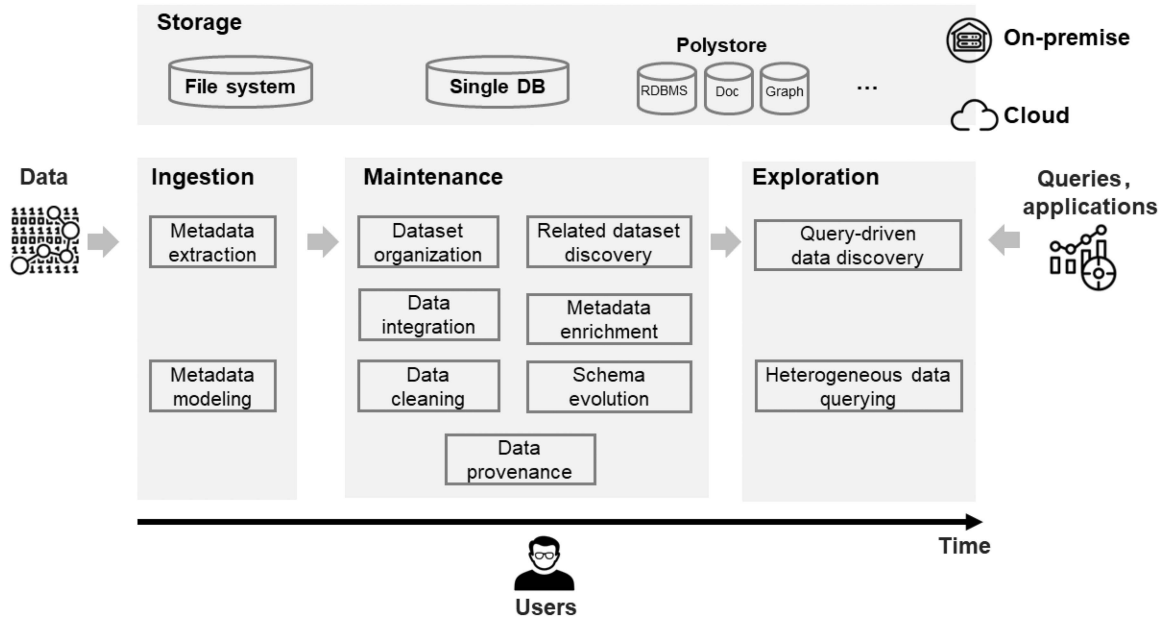 Storage
File system
Single DB
Polystore
RDBMS
Doc
Graph
...
On-premise
Cloud
Data
Ingestion
Metadata
extraction
Metadata
modeling
Maintenance
Dataset
organization
Related dataset
discovery
Data
integration
Metadata
enrichment
Data
cleaning
Schema
evolution
Data
provenance
Exploration
Query-driven
data discovery
Heterogeneous data
querying
Queries,
applications
Time
Users